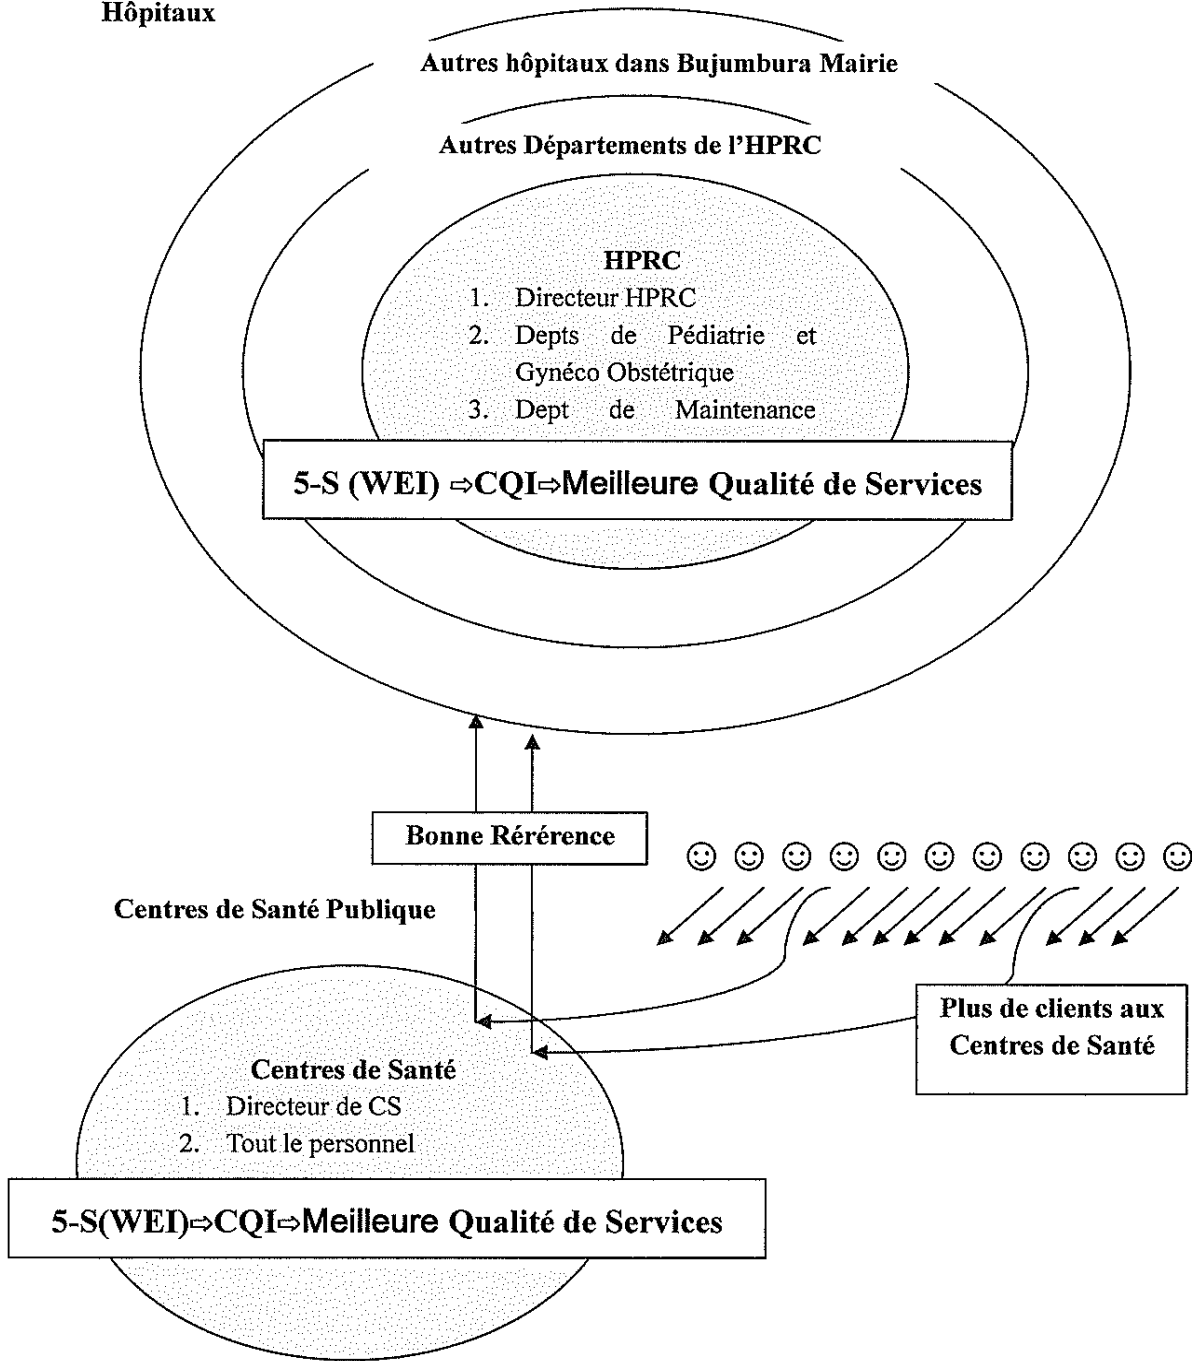 Hôpitaux
Autres hôpitaux dans Bujumbura Mairie
Autres Départements de l'HPRC
HPRC
1. Directeur HPRC
2. Depts de Pédiatrie et
Gynéco Obstétrique
3. Dept de Maintenance
5-S (WEI) ⇨CQI⇨Meilleure Qualité de Services
Bonne Rérérence
Centres de Santé Publique
Plus de clients aux
Centres de Santé
Centres de Santé
1. Directeur de CS
2. Tout le personnel
5-S(WEI)⇨CQI⇨Meilleure Qualité de Services